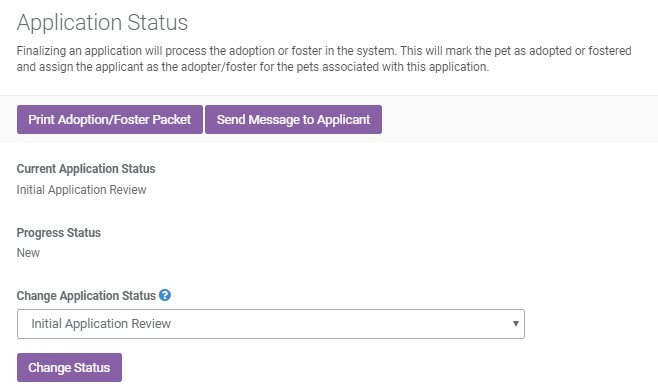 Application Status
Finalizing an application will process the adoption or foster in the system. This will mark the pet as adopted or fostered
and assign the applicant as the adopter/foster for the pets associated with this application.
Print Adoption/Foster Packet
Send Message to Applicant
Current Application Status
Initial Application Review
Progress Status
New
Change Application Status ?
Initial Application Review
Change Status